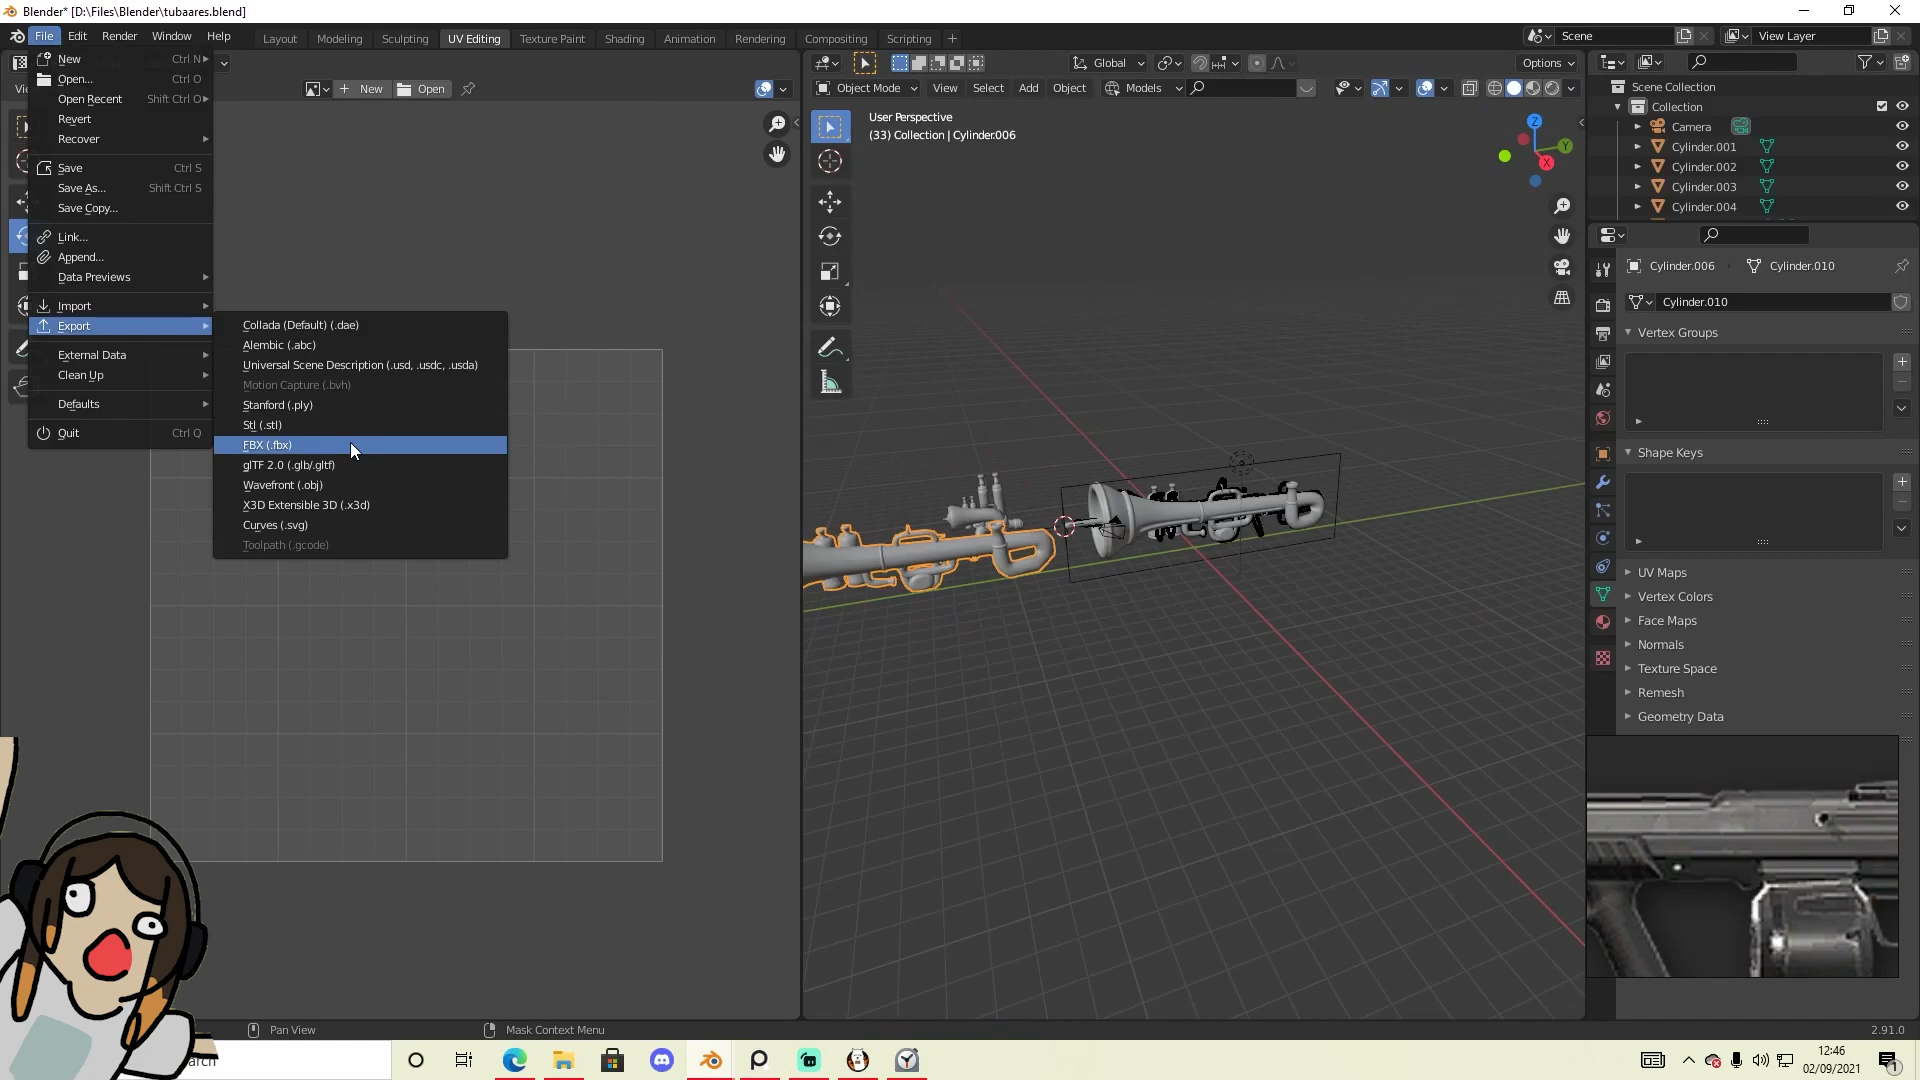 Blender* [D:\Files\Blender\tubaares.blend]
File Edit Render Window Help Layout Modeling Sculpting UV Editing Texture Paint Shading Animation Rendering Compositing Scripting + Scene View Layer
New Ctrl N
Open... Ctrl O
Open Recent Shift Ctrl O
Revert
Recover
Save Ctrl S
Save As... Shift Ctrl S
Save Copy...
Link...
Append...
Data Previews
Import
Export
External Data
Clean Up
Defaults
Quit Ctrl Q
Collada (Default) (.dae)
Alembic (.abc)
Universal Scene Description (.usd, .usdc, .usda)
Motion Capture (.bvh)
Stanford (.ply)
Stl (.stl)
FBX (.fbx)
glTF 2.0 (.glb/.gltf)
Wavefront (.obj)
X3D Extensible 3D (.x3d)
Curves (.svg)
Toolpath (.gcode)
+ New Open
Global Options
Object Mode View Select Add Object Models
User Perspective
(33) Collection | Cylinder.006
Z
Y
X
Scene Collection
Collection
Camera
Cylinder.001
Cylinder.002
Cylinder.003
Cylinder.004
Cylinder.006 Cylinder.010
Cylinder.010
Vertex Groups
Shape Keys
UV Maps
Vertex Colors
Face Maps
Normals
Texture Space
Remesh
Geometry Data
Pan View Mask Context Menu 2.91.0
arch
12:46
02/09/2021
1